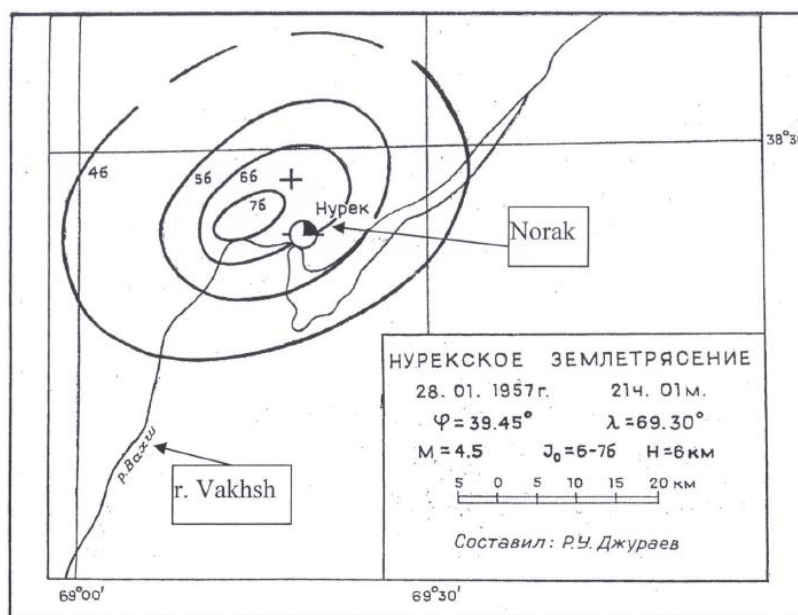 38°30
4б
5б
6б
7б
Нурек
Norak
НУРЕКСКОЕ ЗЕМЛЕТРЯСЕНИЕ
28. 01. 1957г. 21ч. 01м.
φ = 39.45° λ = 69.30°
М = 4.5 J₀ = 6-7б Н = 6 км
5 0 5 10 15 20 км
Составил: Р.У. Джураев
р. Вахш
r. Vakhsh
69°00' 69°30'